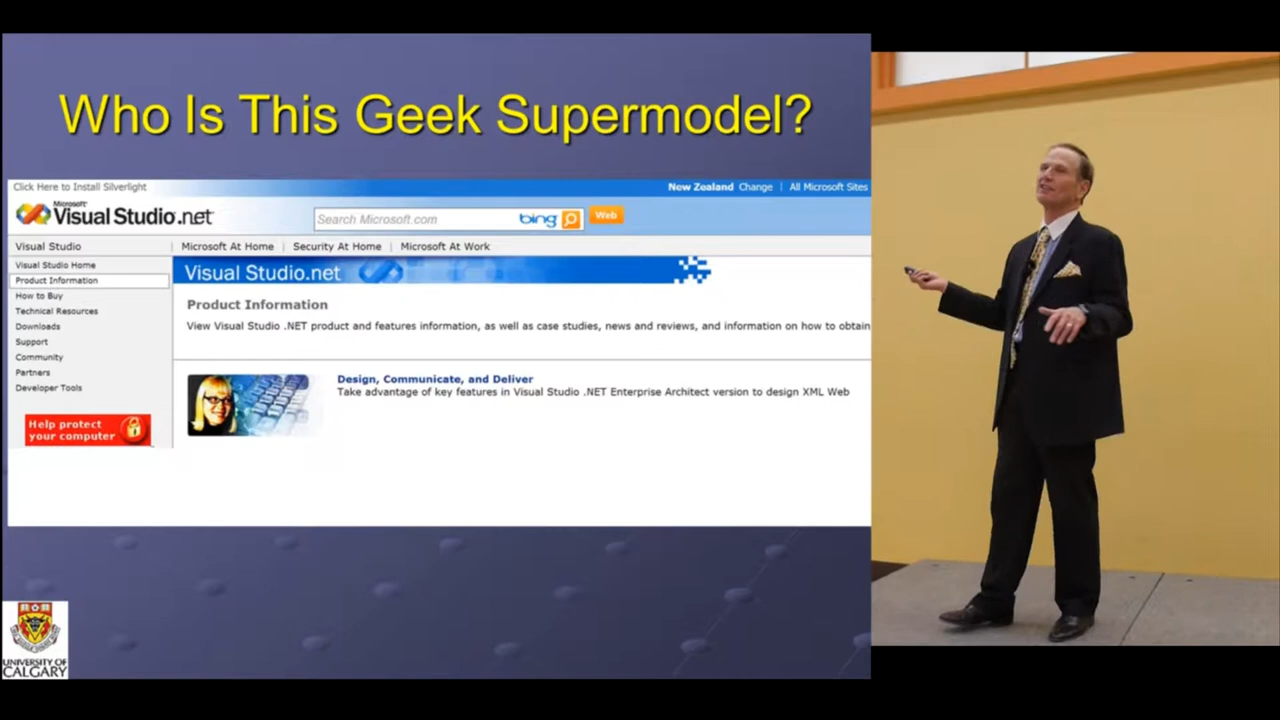 Who Is This Geek Supermodel?
Click Here to Install Silverlight
New Zealand Change | All Microsoft Sites
Microsoft
Visual Studio.net
Search Microsoft.com
bing
Web
Visual Studio
Microsoft At Home | Security At Home | Microsoft At Work
Visual Studio Home
Product Information
How to Buy
Technical Resources
Downloads
Support
Community
Partners
Developer Tools
Help protect
your computer
Visual Studio.net
Product Information
View Visual Studio .NET product and features information, as well as case studies, news and reviews, and information on how to obtain
Design, Communicate, and Deliver
Take advantage of key features in Visual Studio .NET Enterprise Architect version to design XML Web
UNIVERSITY OF
CALGARY